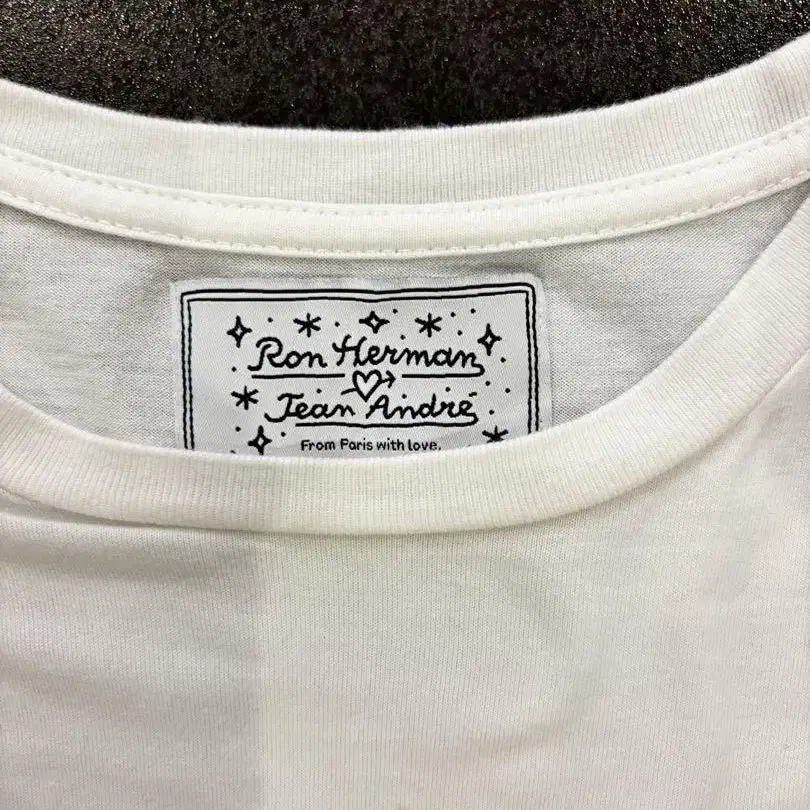 Ron Herman
Jean André
From Paris with love.